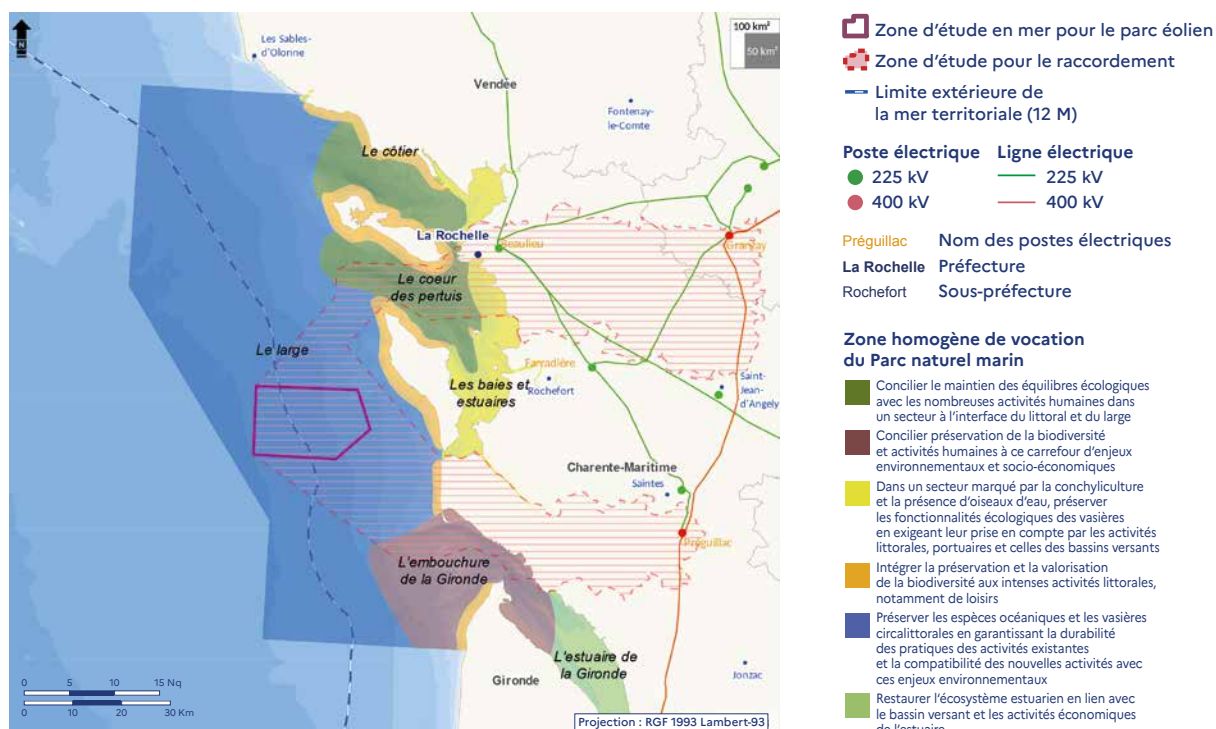 100 km²
50 km²
N
Les Sables-
d'Olonne
Vendée
Fontenay-
le-Comte
Le côtier
La Rochelle
Beaulieu
Granzay
Le coeur
des pertuis
Le large
Farradière
Rochefort
Les baies et
estuaires
Saint-
Jean-
d'Angely
Charente-Maritime
Saintes
Préguillac
L'embouchure
de la Gironde
L'estuaire de
la Gironde
Gironde
Jonzac
0 5 10 15 Nq
0 10 20 30 Km
Projection : RGF 1993 Lambert-93
Zone d'étude en mer pour le parc éolien
Zone d'étude pour le raccordement
Limite extérieure de
la mer territoriale (12 M)
Poste électrique Ligne électrique
225 kV 225 kV
400 kV 400 kV
Préguillac Nom des postes électriques
La Rochelle Préfecture
Rochefort Sous-préfecture
Zone homogène de vocation
du Parc naturel marin
Concilier le maintien des équilibres écologiques
avec les nombreuses activités humaines dans
un secteur à l'interface du littoral et du large
Concilier préservation de la biodiversité
et activités humaines à ce carrefour d'enjeux
environnementaux et socio-économiques
Dans un secteur marqué par la conchyliculture
et la présence d'oiseaux d'eau, préserver
les fonctionnalités écologiques des vasières
en exigeant leur prise en compte par les activités
littorales, portuaires et celles des bassins versants
Intégrer la préservation et la valorisation
de la biodiversité aux intenses activités littorales,
notamment de loisirs
Préserver les espèces océaniques et les vasières
circalittorales en garantissant la durabilité
des pratiques des activités existantes
et la compatibilité des nouvelles activités avec
ces enjeux environnementaux
Restaurer l'écosystème estuarien en lien avec
le bassin versant et les activités économiques
de l'estuaire